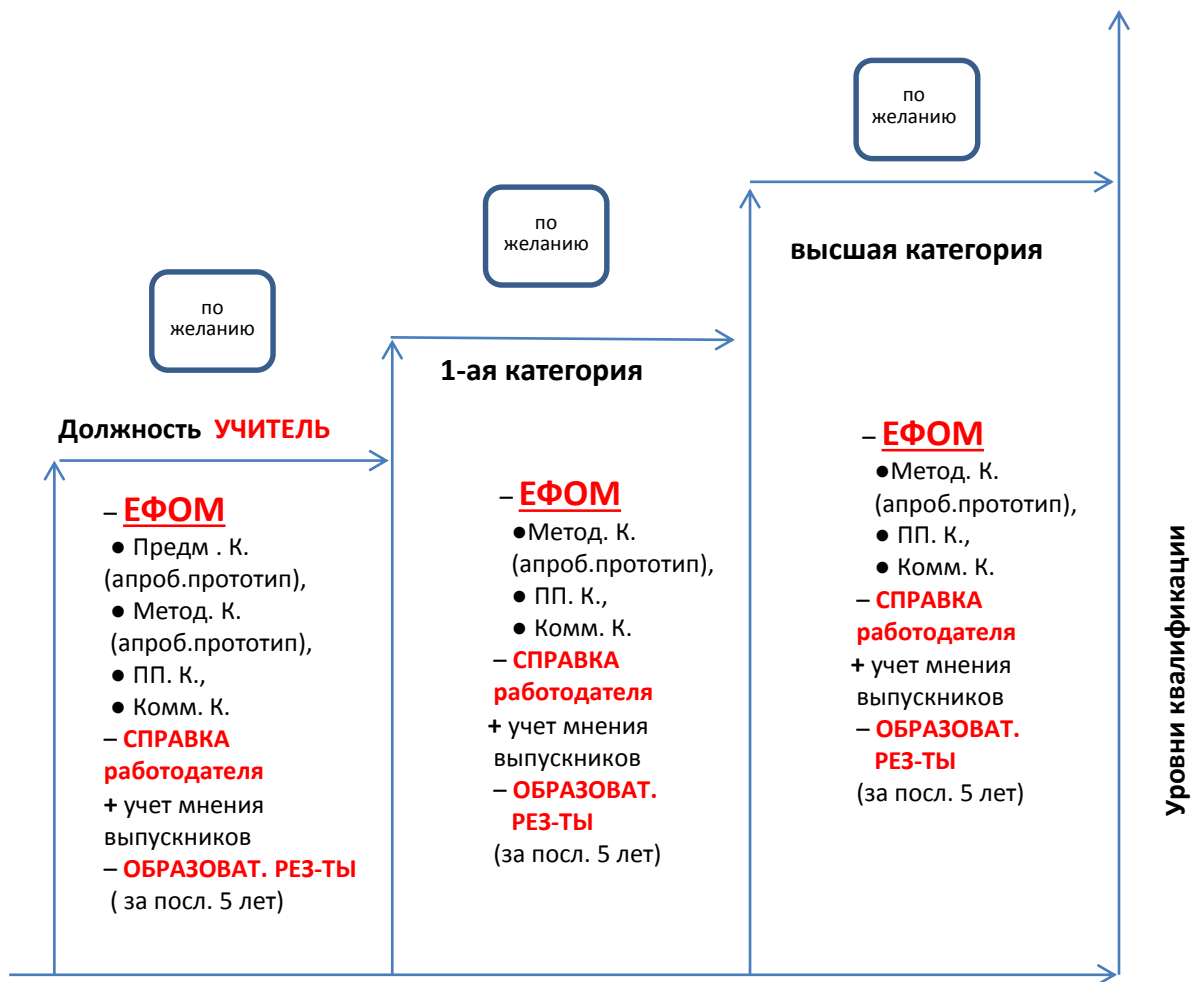 по
желанию
Должность УЧИТЕЛЬ
– ЕФОМ
● Предм . К.
(апроб.прототип),
● Метод. К.
(апроб.прототип),
● ПП. К.,
● Комм. К.
– СПРАВКА
работодателя
+ учет мнения
выпускников
– ОБРАЗОВАТ. РЕЗ-ТЫ
( за посл. 5 лет)
по
желанию
1-ая категория
– ЕФОМ
●Метод. К.
(апроб.прототип),
● ПП. К.,
● Комм. К.
– СПРАВКА
работодателя
+ учет мнения
выпускников
– ОБРАЗОВАТ.
РЕЗ-ТЫ
(за посл. 5 лет)
по
желанию
высшая категория
– ЕФОМ
●Метод. К.
(апроб.прототип),
● ПП. К.,
● Комм. К.
– СПРАВКА
работодателя
+ учет мнения
выпускников
– ОБРАЗОВАТ.
РЕЗ-ТЫ
(за посл. 5 лет)
Уровни квалификации